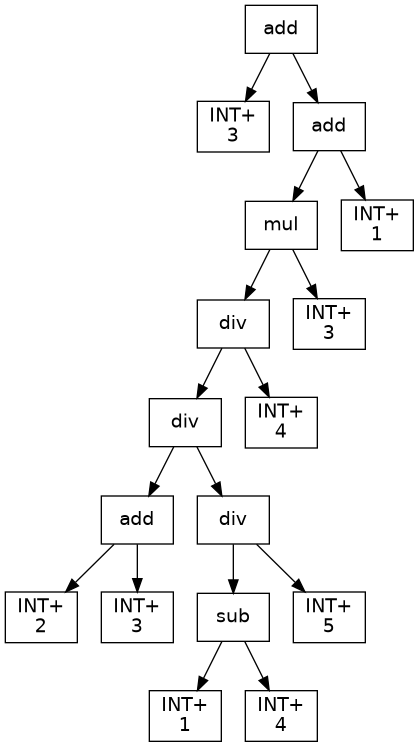 add
INT+
3
add
mul
INT+
1
div
INT+
3
div
INT+
4
add
div
INT+
2
INT+
3
sub
INT+
5
INT+
1
INT+
4